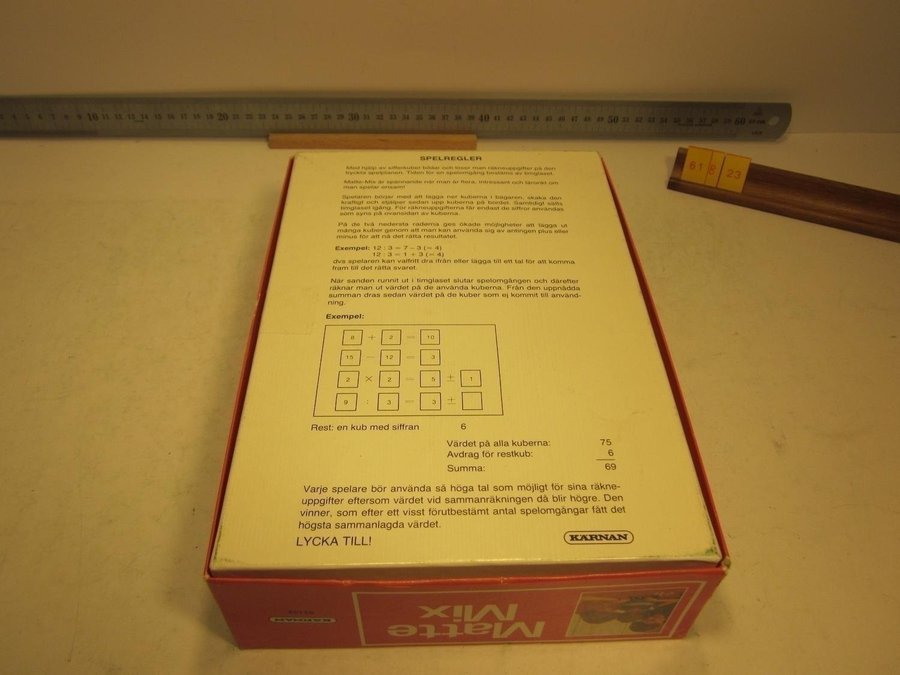 10 20 30 40 50 60
61 8 23
SPELREGLER
Med hjälp av sifferkuber bildar och löser man räkneuppgifter på den
tryckta spelplanen. Tiden för en spelomgång bestäms av timglaset.
Matte-Mix är spännande när man är flera, intressant och lärorikt om
man spelar ensam!
Spelaren börjar med att lägga ner kuberna i bägaren, skaka den
kraftigt och stjälper sedan upp kuberna på bordet. Samtidigt sätts
timglaset igång. För räkneuppgifterna får endast de siffror användas
som syns på ovansidan av kuberna.
På de två nedersta raderna ges ökade möjligheter att lägga ut
många kuber genom att man kan använda sig av antingen plus eller
minus för att nå det rätta resultatet.
Exempel: 12 : 3 = 7 – 3 (= 4)
12 : 3 = 1 + 3 (= 4)
dvs spelaren kan valfritt dra ifrån eller lägga till ett tal för att komma
fram till det rätta svaret.
När sanden runnit ut i timglaset slutar spelomgången och därefter
räknar man ut värdet på de använda kuberna. Från den uppnådda
summan dras sedan värdet på de kuber som ej kommit till använd-
ning.
Exempel:
8 + 2 = 10
15 – 12 = 3
2 × 2 = 5 ± 1
9 : 3 = 3 ±
Rest: en kub med siffran 6
Värdet på alla kuberna: 75
Avdrag för restkub: 6
Summa: 69
Varje spelare bör använda så höga tal som möjligt för sina räkne-
uppgifter eftersom värdet vid sammanräkningen då blir högre. Den
vinner, som efter ett visst förutbestämt antal spelomgångar fått det
högsta sammanlagda värdet.
LYCKA TILL!
KÄRNAN
Matte
Mix
KÄRNAN